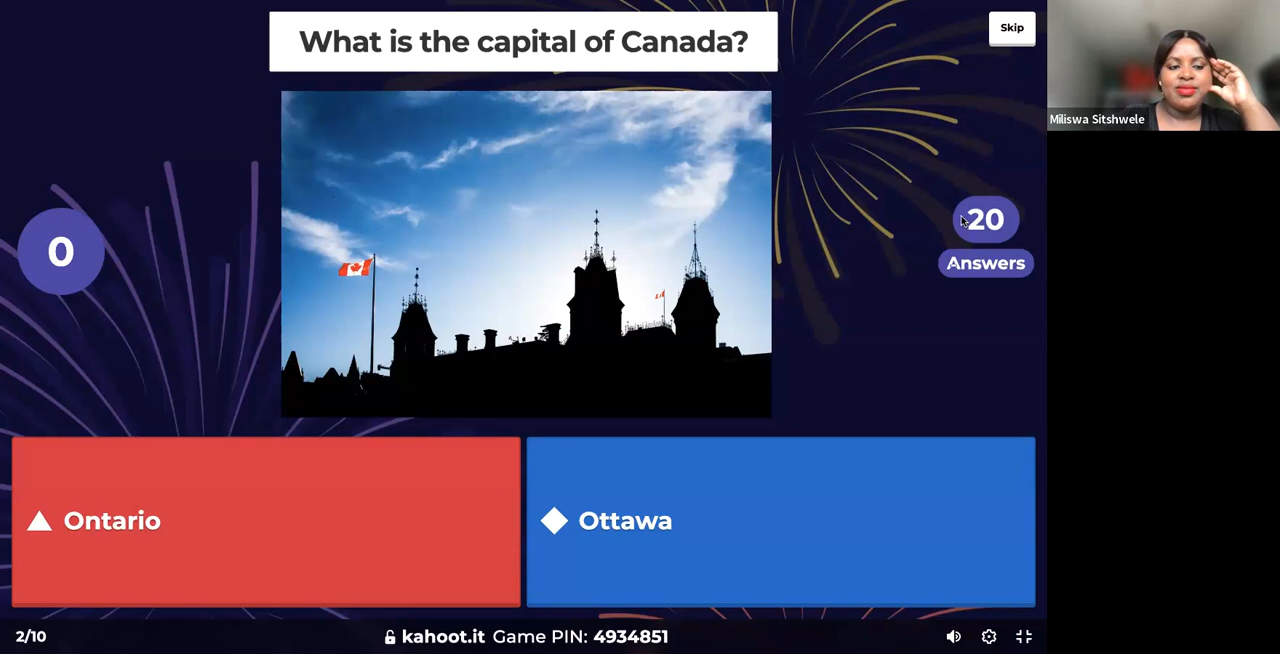 What is the capital of Canada?
Skip
Miliswa Sitshwele
0
20
Answers
Ontario
Ottawa
2/10
kahoot.it Game PIN: 4934851